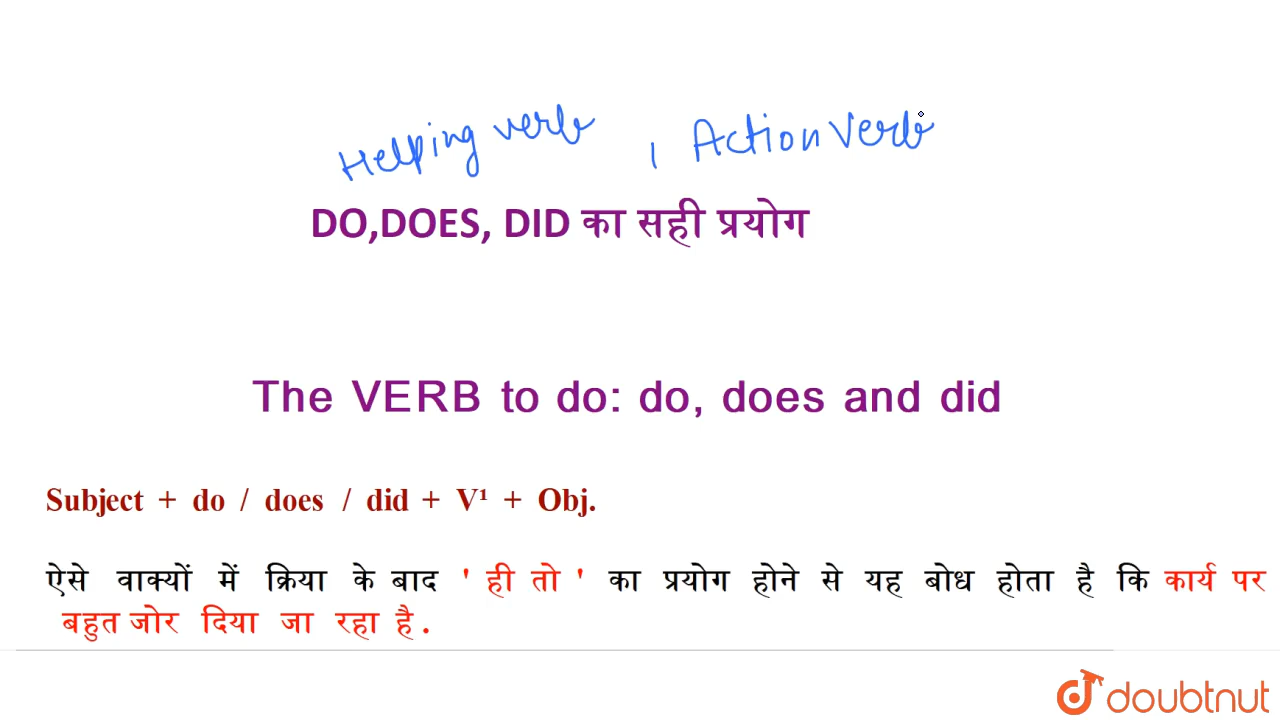 Helping verb , Action Verb
DO,DOES, DID का सही प्रयोग
The VERB to do: do, does and did
Subject + do / does / did + V¹ + Obj.
ऐसे वाक्यों में क्रिया के बाद ' ही तो ' का प्रयोग होने से यह बोध होता है कि कार्य पर
बहुत जोर दिया जा रहा है.
doubtnut